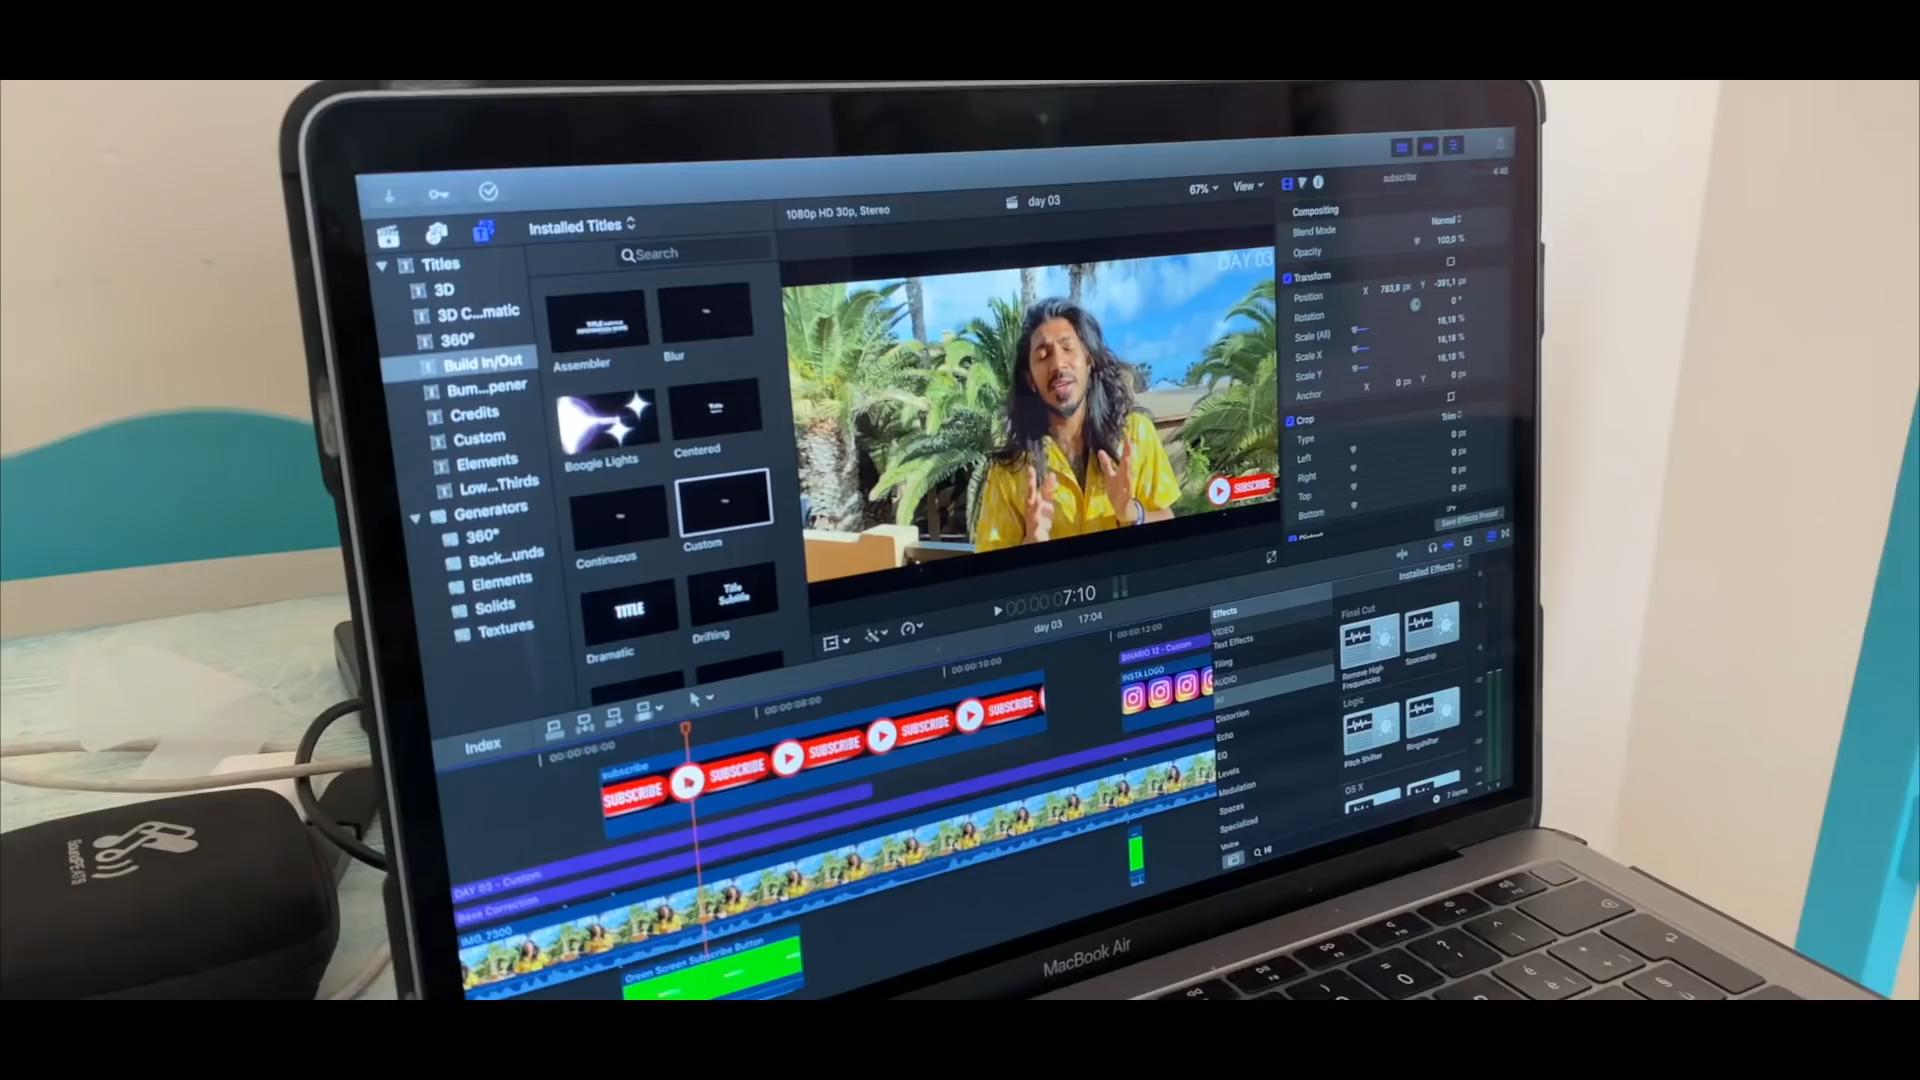 Installed Titles
Search
Titles
3D
3D C...matic
360°
Build In/Out
Bum...pener
Credits
Custom
Elements
Low...Thirds
Generators
360°
Back...unds
Elements
Solids
Textures
Assembler
Blur
Boogie Lights
Centered
Continuous
Custom
TITLE
Dramatic
Title
Subtitle
Drifting
1080p HD 30p, Stereo
day 03
67%
View
DAY 03
SUBSCRIBE
00:00:07:10
subscribe
4:40
Compositing
Blend Mode
Normal
Opacity
100,0 %
Transform
Position
X 783,8 px Y -391,1 px
Rotation
0 °
Scale (All)
16,18 %
Scale X
16,18 %
Scale Y
16,18 %
Anchor
X 0 px Y 0 px
Crop
Type
Trim
Left
0 px
Right
0 px
Top
0 px
Bottom
0 px
Save Effects Preset
Index
day 03
17:04
00:00:06:00
00:00:08:00
00:00:10:00
00:00:12:00
subscribe
SUBSCRIBE
SUBSCRIBE
SUBSCRIBE
SUBSCRIBE
SUBSCRIBE
BINARIO 12 - Custom
INSTA LOGO
DAY 03 - Custom
Base Correction
IMG_7300
Green Screen Subscribe Button
Effects
VIDEO
Text Effects
Tiling
AUDIO
All
Distortion
Echo
EQ
Levels
Modulation
Spaces
Specialized
Voice
HI
Installed Effects
Final Cut
Remove High
Frequencies
Spaceship
Logic
Pitch Shifter
Ringshifter
OS X
7 items
SoundPEATS
MacBook Air